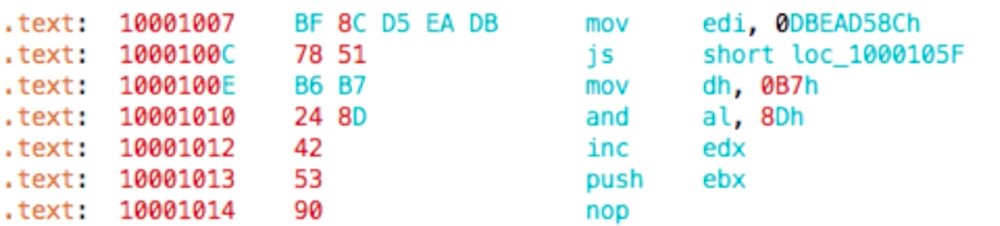 .text: 10001007 BF 8C D5 EA DB mov edi, 0DBEAD58Ch
.text: 1000100C 78 51 js short loc_1000105F
.text: 1000100E B6 B7 mov dh, 0B7h
.text: 10001010 24 8D and al, 8Dh
.text: 10001012 42 inc edx
.text: 10001013 53 push ebx
.text: 10001014 90 nop